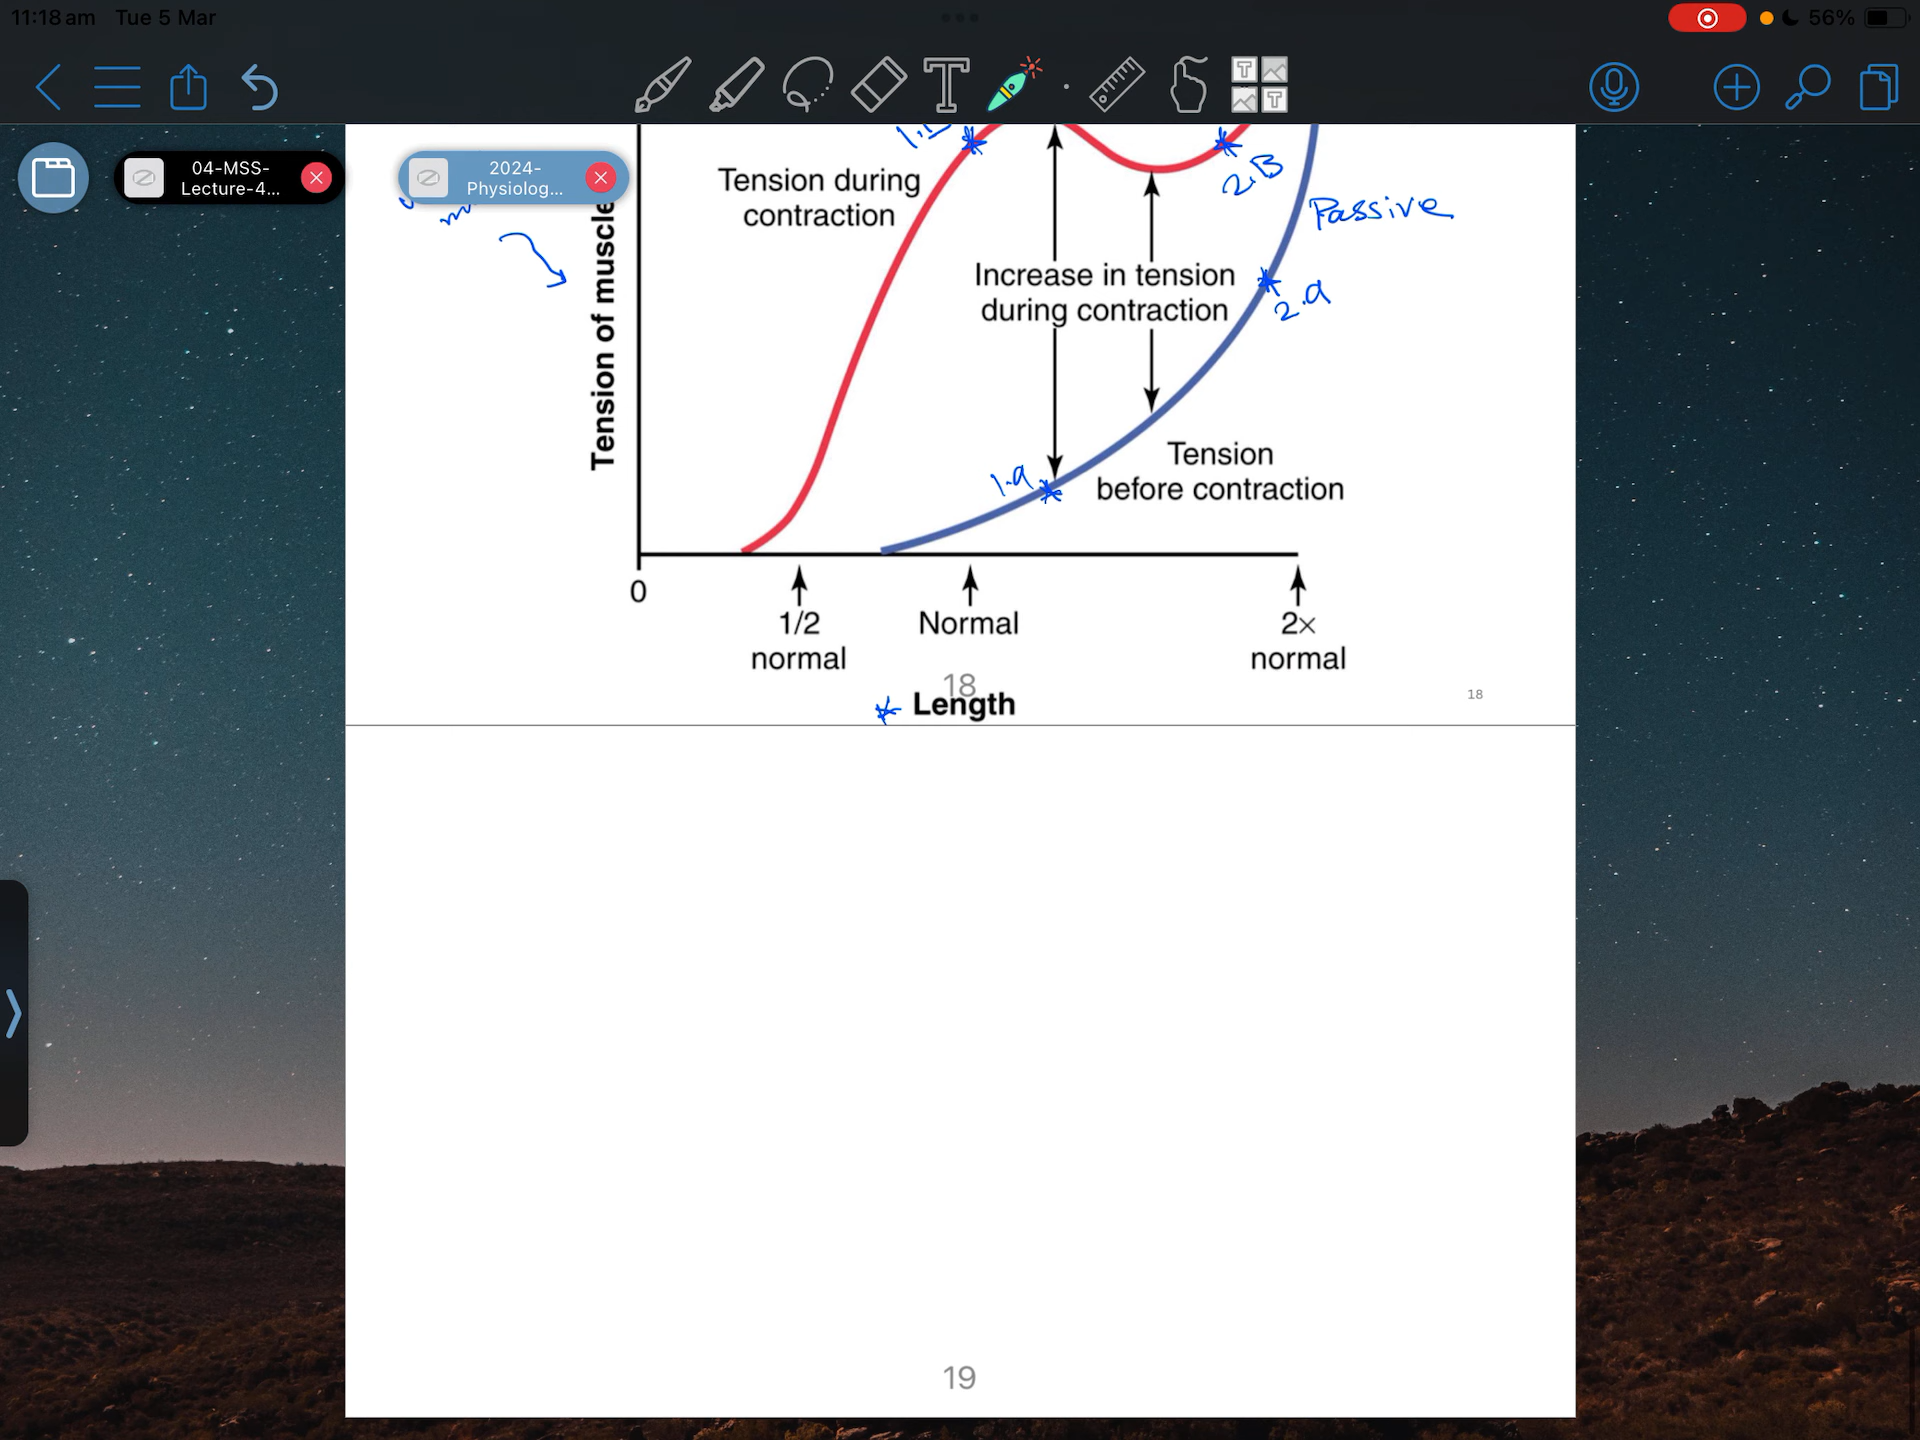 11:18 am Tue 5 Mar
56%
04-MSS-
Lecture-4...
2024-
Physiolog...
Tension of muscle
Tension during
contraction
2.B
Passive
Increase in tension
during contraction
2.a
1.a
Tension
before contraction
0
1/2
normal
Normal
2×
normal
18
Length
18
19